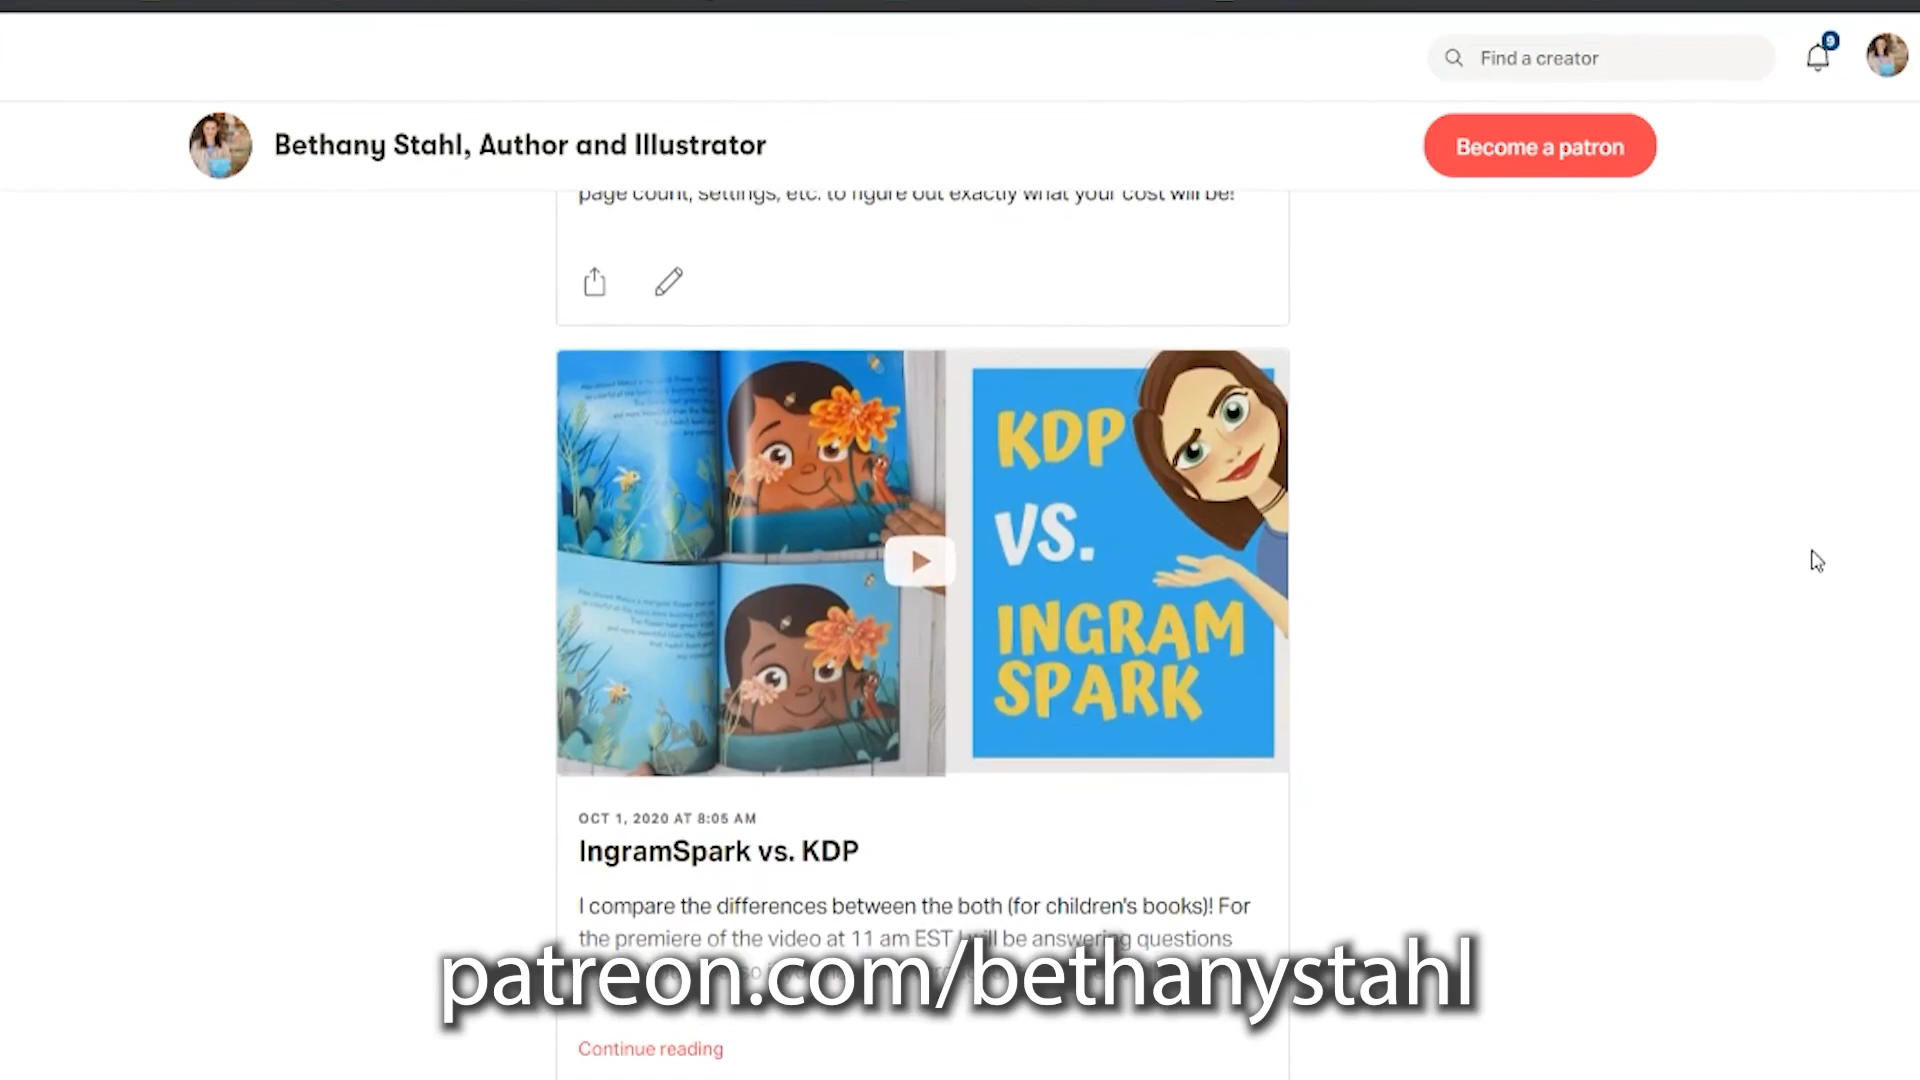 Find a creator
9
Bethany Stahl, Author and Illustrator
Become a patron
page count, settings, etc. to figure out exactly what your cost will be!
KDP
VS.
INGRAM
SPARK
OCT 1, 2020 AT 8:05 AM
IngramSpark vs. KDP
I compare the differences between the both (for children's books)! For
the premiere of the video at 11 am EST I will be answering questions
patreon.com/bethanystahl
Continue reading